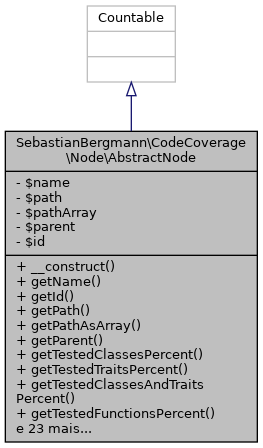 Countable
SebastianBergmann\CodeCoverage
\Node\AbstractNode
- $name
- $path
- $pathArray
- $parent
- $id
+ __construct()
+ getName()
+ getId()
+ getPath()
+ getPathAsArray()
+ getParent()
+ getTestedClassesPercent()
+ getTestedTraitsPercent()
+ getTestedClassesAndTraits
Percent()
+ getTestedFunctionsPercent()
e 23 mais...